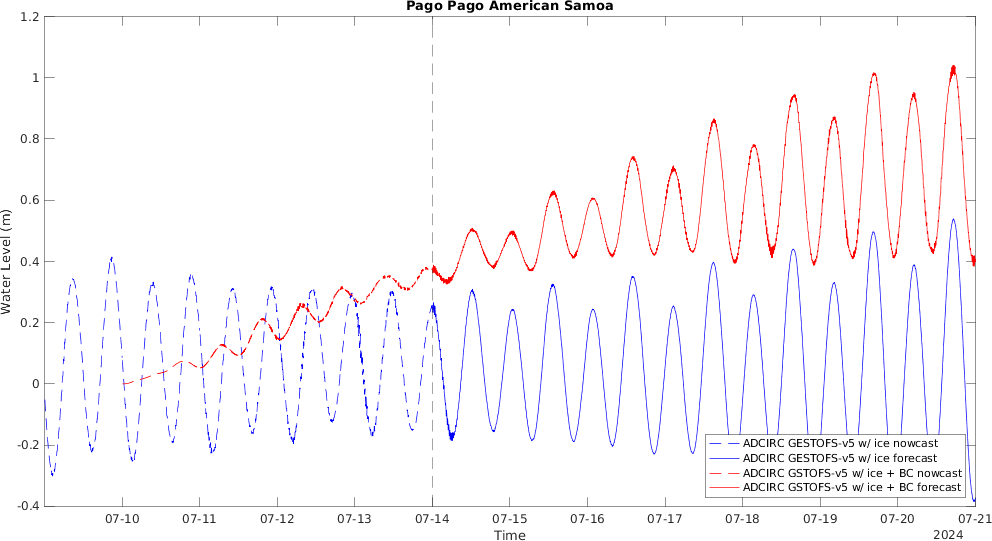 Pago Pago American Samoa
1.2
1
0.8
0.6
0.4
0.2
0
-0.2
-0.4
Water Level (m)
ADCIRC GESTOFS-v5 w/ ice nowcast
ADCIRC GESTOFS-v5 w/ ice forecast
ADCIRC GSTOFS-v5 w/ ice + BC nowcast
ADCIRC GSTOFS-v5 w/ ice + BC forecast
07-10 07-11 07-12 07-13 07-14 07-15 07-16 07-17 07-18 07-19 07-20 07-21
Time
2024